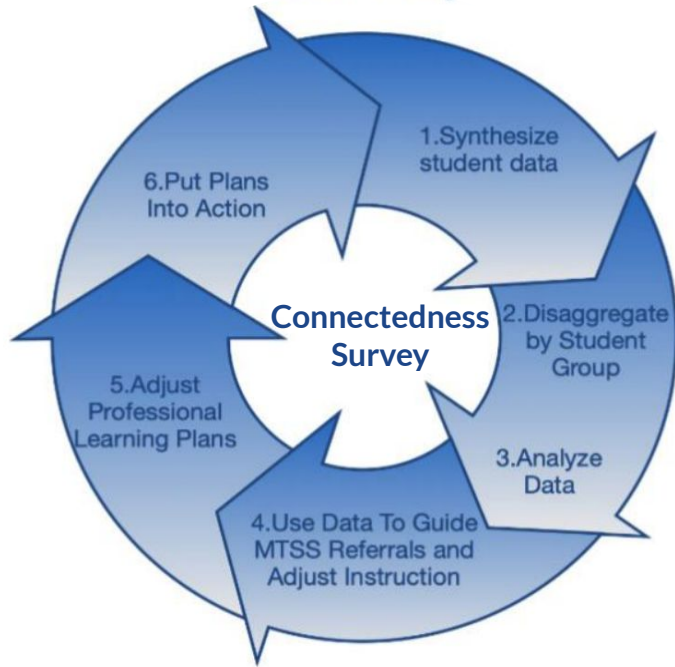 1.Synthesize
student data
2.Disaggregate
by Student
Group
3.Analyze
Data
4.Use Data To Guide
MTSS Referrals and
Adjust Instruction
5.Adjust
Professional
Learning Plans
6.Put Plans
Into Action
Connectedness
Survey